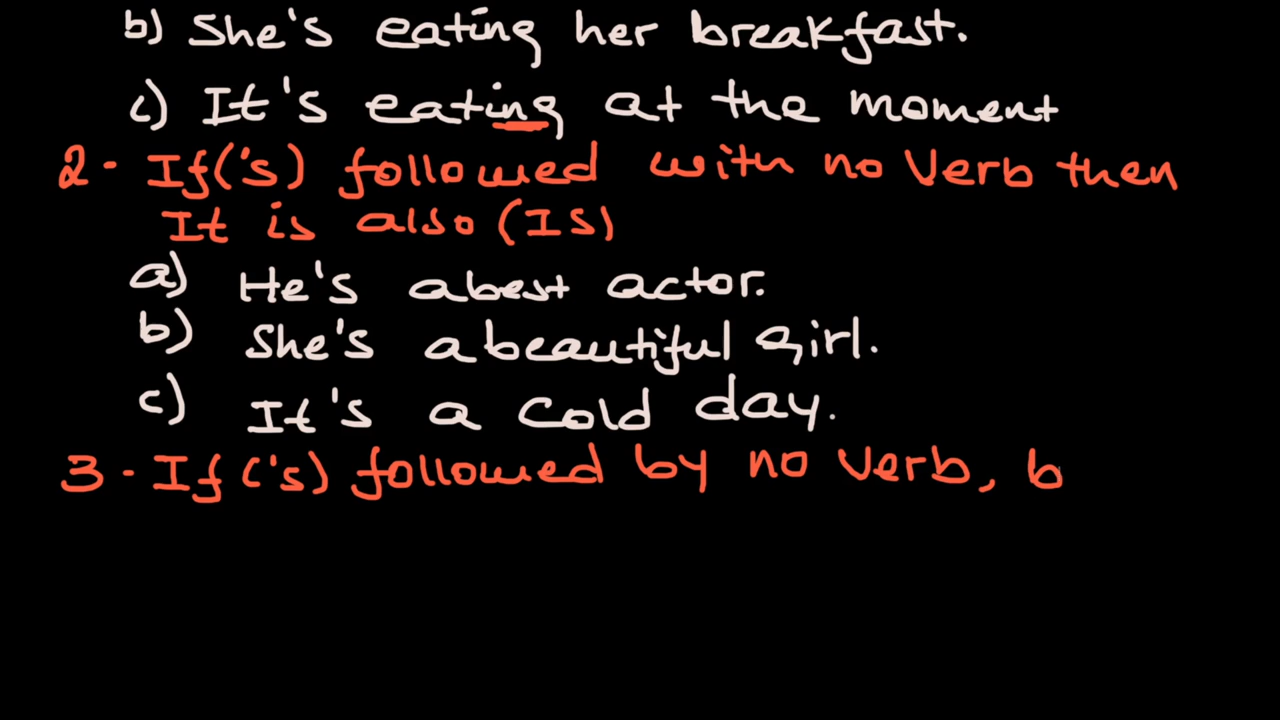 b) She's eating her breakfast.
c) It's eating at the moment
2- If('s) followed with no Verb then
It is also (IS)
a) He's abest actor.
b) She's abeautiful girl.
c) It's a cold day.
3-If('s) followed by no Verb, b